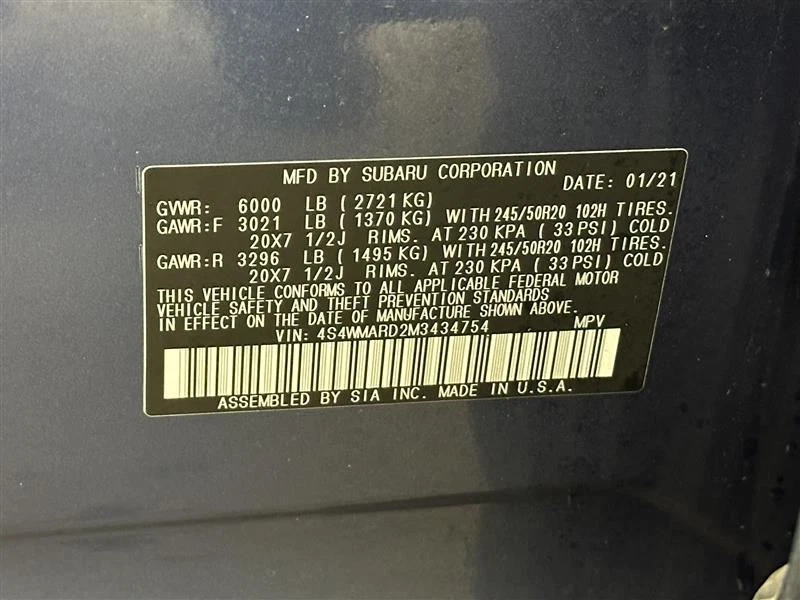 MFD BY SUBARU CORPORATION DATE: 01/21
GVWR: 6000 LB ( 2721 KG)
GAWR:F 3021 LB ( 1370 KG) WITH 245/50R20 102H TIRES.
20X7 1/2J RIMS. AT 230 KPA ( 33 PSI) COLD
GAWR:R 3296 LB ( 1495 KG) WITH 245/50R20 102H TIRES.
20X7 1/2J RIMS. AT 230 KPA ( 33 PSI) COLD
THIS VEHICLE CONFORMS TO ALL APPLICABLE FEDERAL MOTOR
VEHICLE SAFETY AND THEFT PREVENTION STANDARDS
IN EFFECT ON THE DATE OF MANUFACTURE SHOWN ABOVE.
VIN: 4S4WMARD2M3434754 MPV
ASSEMBLED BY SIA INC. MADE IN U.S.A.